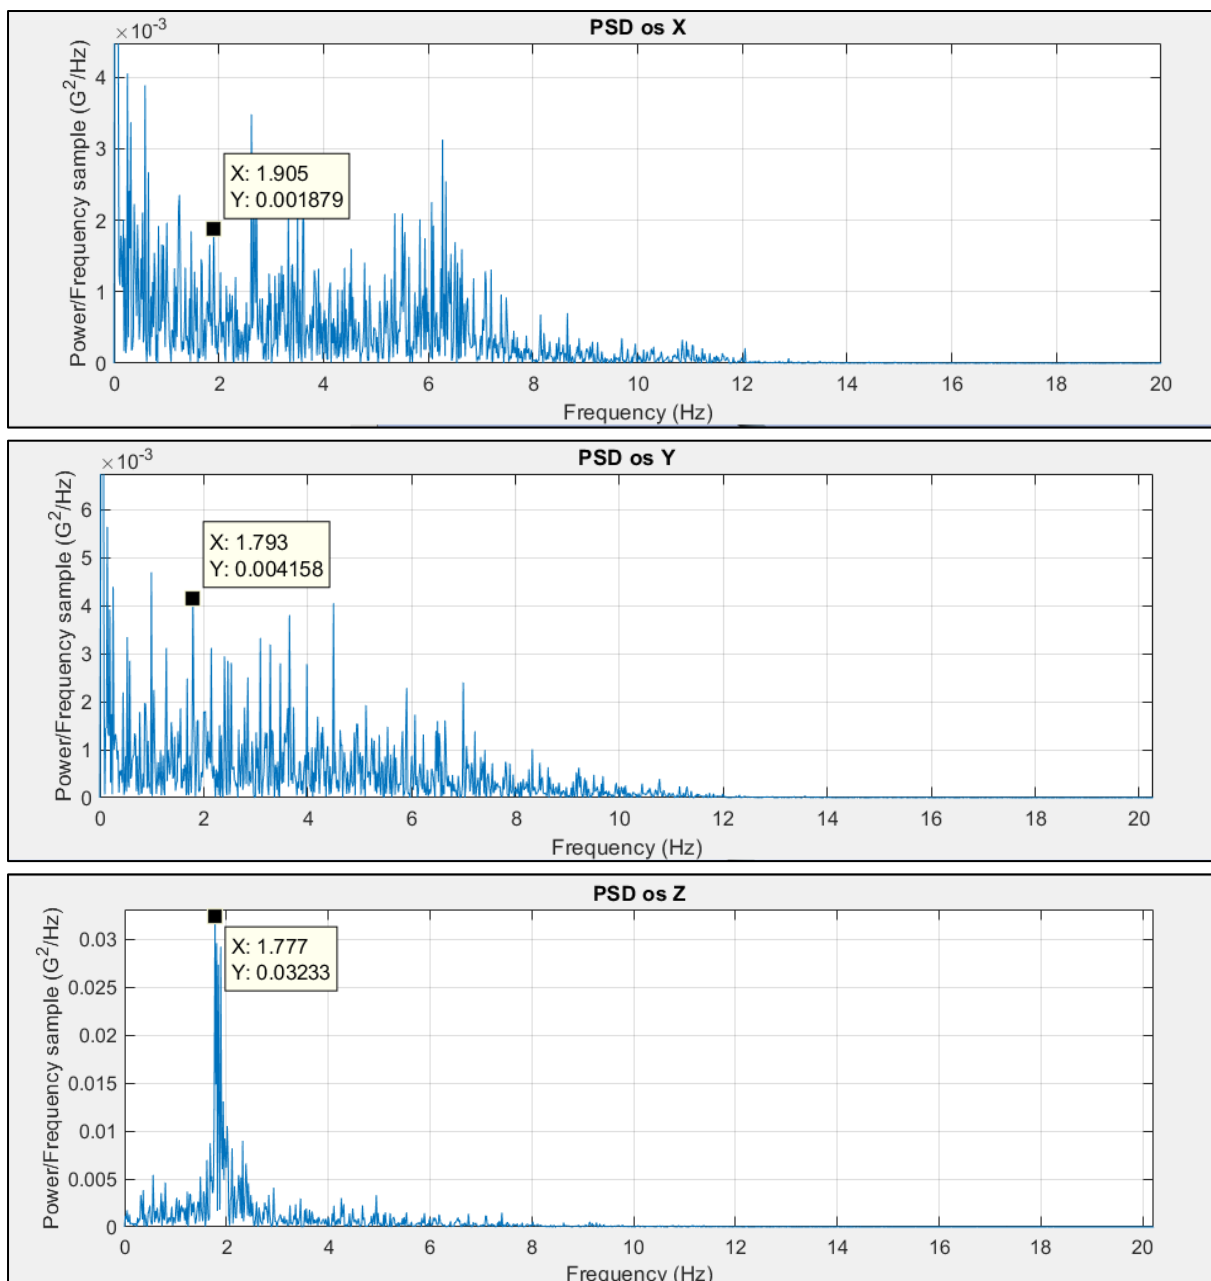 PSD os X
×10^-3
Power/Frequency sample (G^2/Hz)
4
3
2
1
0
X: 1.905
Y: 0.001879
0 2 4 6 8 10 12 14 16 18 20
Frequency (Hz)
PSD os Y
×10^-3
Power/Frequency sample (G^2/Hz)
6
5
4
3
2
1
0
X: 1.793
Y: 0.004158
0 2 4 6 8 10 12 14 16 18 20
Frequency (Hz)
PSD os Z
Power/Frequency sample (G^2/Hz)
0.03
0.025
0.02
0.015
0.01
0.005
0
X: 1.777
Y: 0.03233
0 2 4 6 8 10 12 14 16 18 20
Frequency (Hz)